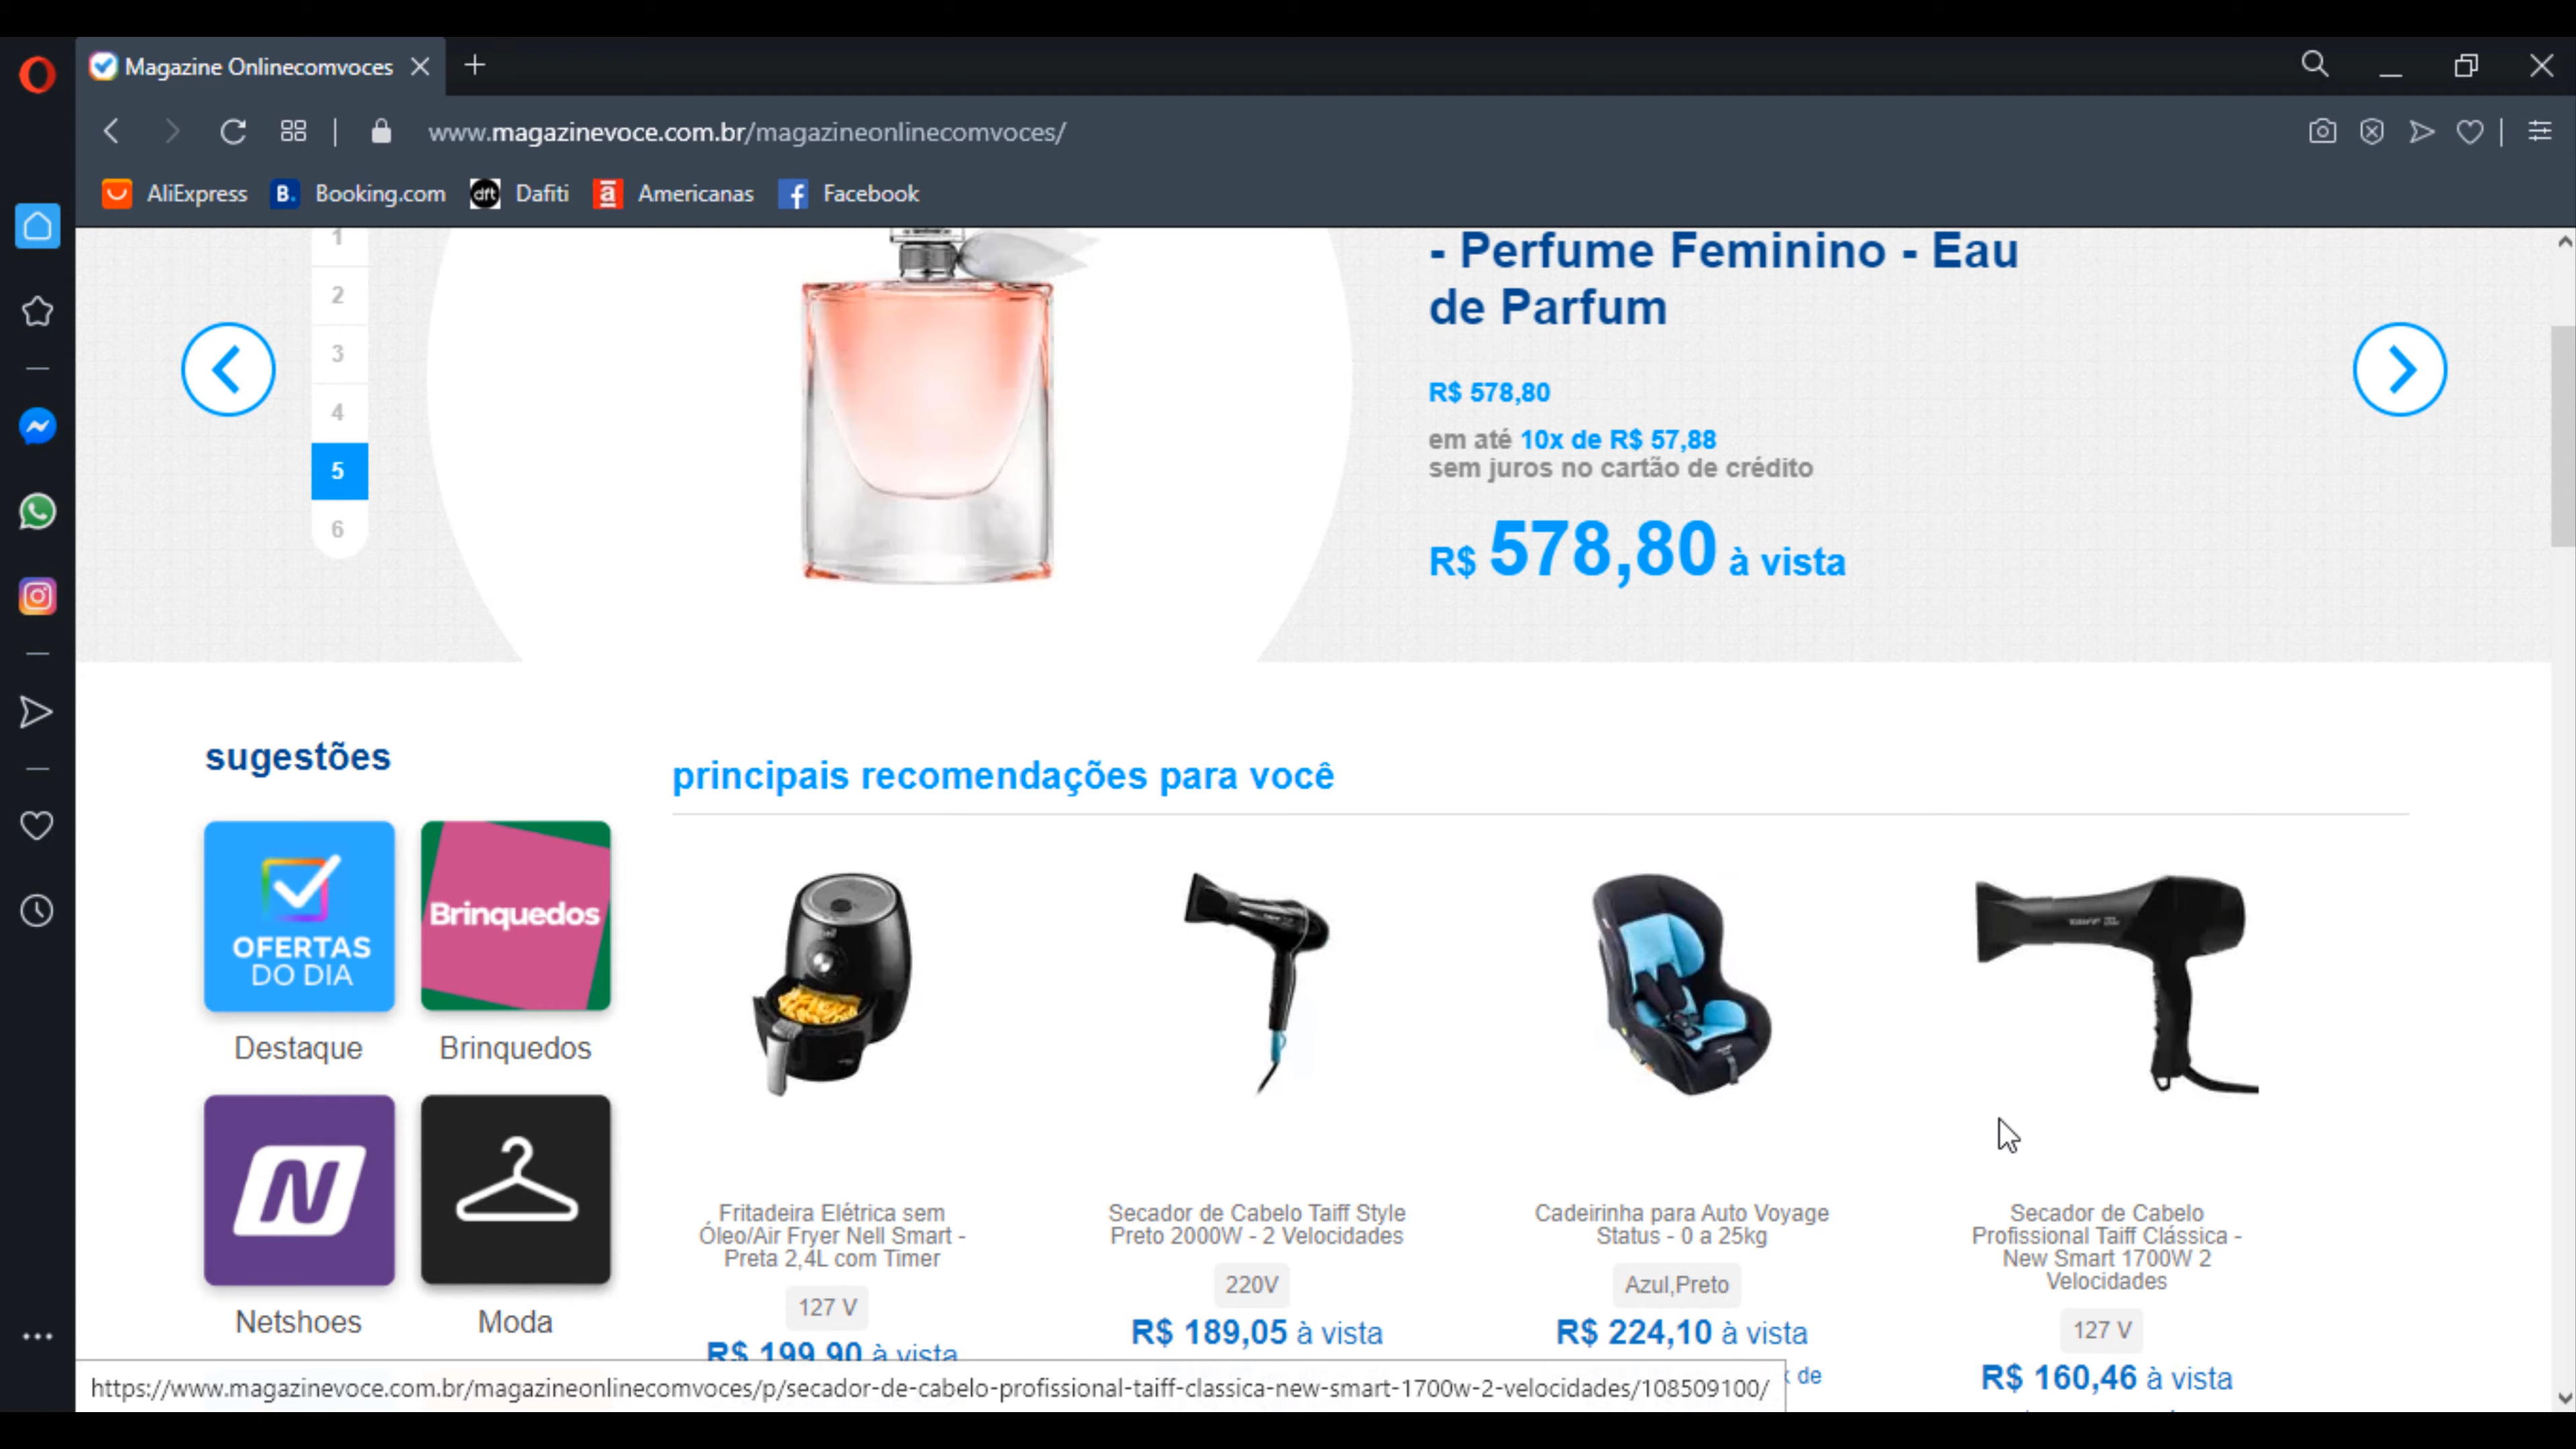 Magazine Onlinecomvoces
www.magazinevoce.com.br/magazineonlinecomvoces/
AliExpress
B. Booking.com
dft Dafiti
a Americanas
f Facebook
1
2
3
4
5
6
- Perfume Feminino - Eau
de Parfum
R$ 578,80
em até 10x de R$ 57,88
sem juros no cartão de crédito
R$ 578,80 à vista
sugestões
OFERTAS
DO DIA
Destaque
Brinquedos
Brinquedos
N
Netshoes
Moda
principais recomendações para você
Fritadeira Elétrica sem
Óleo/Air Fryer Nell Smart -
Preta 2,4L com Timer
127 V
R$ 199,90 à vista
Secador de Cabelo Taiff Style
Preto 2000W - 2 Velocidades
220V
R$ 189,05 à vista
Cadeirinha para Auto Voyage
Status - 0 a 25kg
Azul,Preto
R$ 224,10 à vista
x de
Secador de Cabelo
Profissional Taiff Clássica -
New Smart 1700W 2
Velocidades
127 V
R$ 160,46 à vista
https://www.magazinevoce.com.br/magazineonlinecomvoces/p/secador-de-cabelo-profissional-taiff-classica-new-smart-1700w-2-velocidades/108509100/